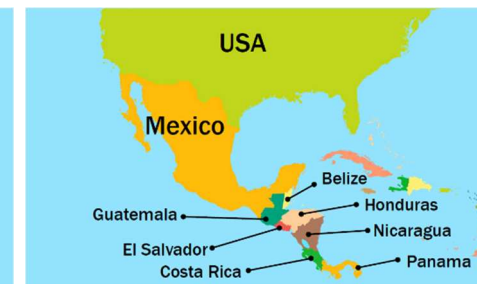 USA
Mexico
Belize
Guatemala
Honduras
Nicaragua
El Salvador
Costa Rica
Panama